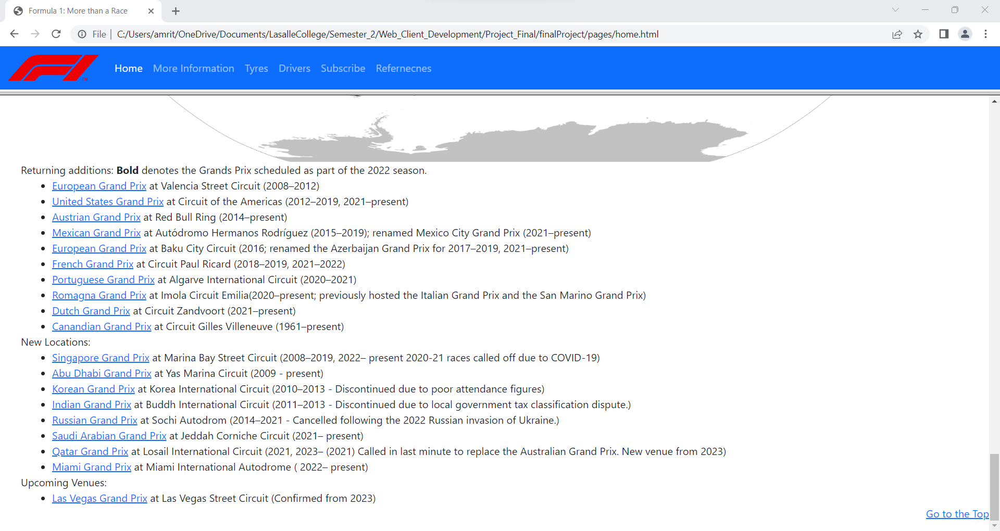 Formula 1: More than a Race
File | C:/Users/amrit/OneDrive/Documents/LasalleCollege/Semester_2/Web_Client_Development/Project_Final/finalProject/pages/home.html
F1 TM Home More Information Tyres Drivers Subscribe Refernecnes
Returning additions: Bold denotes the Grands Prix scheduled as part of the 2022 season.
• European Grand Prix at Valencia Street Circuit (2008–2012)
• United States Grand Prix at Circuit of the Americas (2012–2019, 2021–present)
• Austrian Grand Prix at Red Bull Ring (2014–present)
• Mexican Grand Prix at Autódromo Hermanos Rodríguez (2015–2019); renamed Mexico City Grand Prix (2021–present)
• European Grand Prix at Baku City Circuit (2016; renamed the Azerbaijan Grand Prix for 2017–2019, 2021–present)
• French Grand Prix at Circuit Paul Ricard (2018–2019, 2021–2022)
• Portuguese Grand Prix at Algarve International Circuit (2020–2021)
• Romagna Grand Prix at Imola Circuit Emilia(2020–present; previously hosted the Italian Grand Prix and the San Marino Grand Prix)
• Dutch Grand Prix at Circuit Zandvoort (2021–present)
• Canandian Grand Prix at Circuit Gilles Villeneuve (1961–present)
New Locations:
• Singapore Grand Prix at Marina Bay Street Circuit (2008–2019, 2022– present 2020-21 races called off due to COVID-19)
• Abu Dhabi Grand Prix at Yas Marina Circuit (2009 - present)
• Korean Grand Prix at Korea International Circuit (2010–2013 - Discontinued due to poor attendance figures)
• Indian Grand Prix at Buddh International Circuit (2011–2013 - Discontinued due to local government tax classification dispute.)
• Russian Grand Prix at Sochi Autodrom (2014–2021 - Cancelled following the 2022 Russian invasion of Ukraine.)
• Saudi Arabian Grand Prix at Jeddah Corniche Circuit (2021– present)
• Qatar Grand Prix at Losail International Circuit (2021, 2023– (2021) Called in last minute to replace the Australian Grand Prix. New venue from 2023)
• Miami Grand Prix at Miami International Autodrome ( 2022– present)
Upcoming Venues:
• Las Vegas Grand Prix at Las Vegas Street Circuit (Confirmed from 2023)
Go to the Top